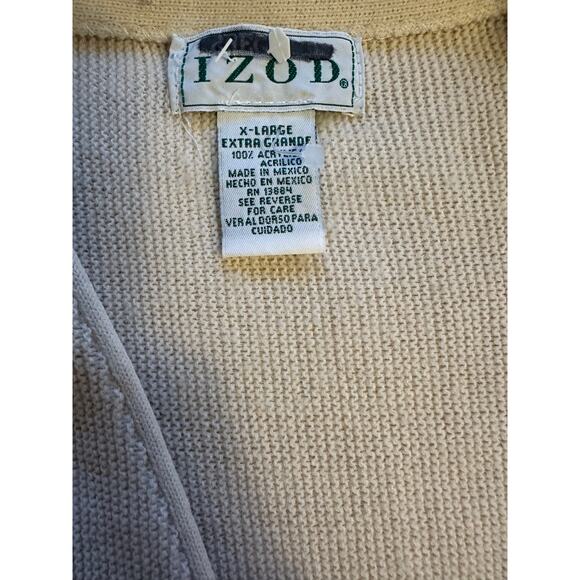 IZOD®
X-LARGE
EXTRA GRANDE
100% ACRYLIC
ACRILICO
MADE IN MEXICO
HECHO EN MEXICO
RN 13884
SEE REVERSE
FOR CARE
VER AL DORSO PARA
CUIDADO